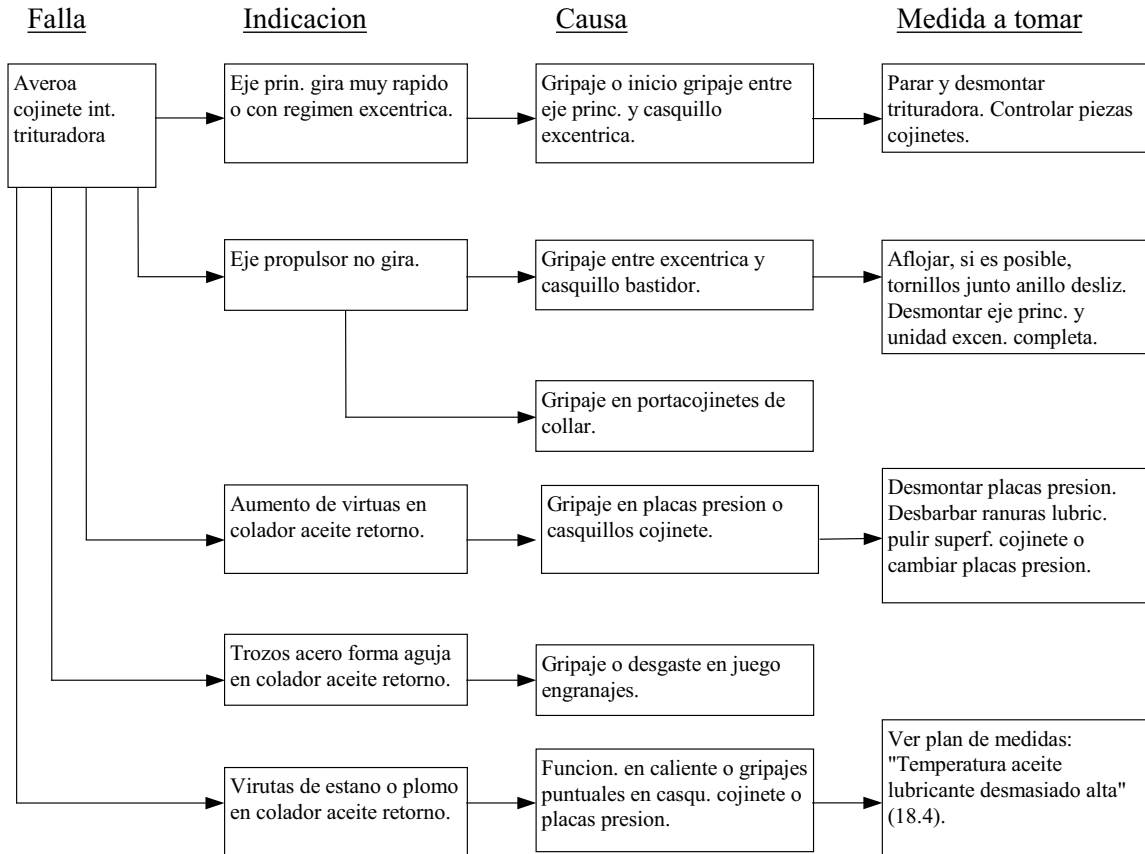 Falla
Indicacion
Causa
Medida a tomar
Averoa
cojinete int.
trituradora
Eje prin. gira muy rapido
o con regimen excentrica.
Gripaje o inicio gripaje entre
eje princ. y casquillo
excentrica.
Parar y desmontar
trituradora. Controlar piezas
cojinetes.
Eje propulsor no gira.
Gripaje entre excentrica y
casquillo bastidor.
Aflojar, si es posible,
tornillos junto anillo desliz.
Desmontar eje princ. y
unidad excen. completa.
Gripaje en portacojinetes de
collar.
Aumento de virtuas en
colador aceite retorno.
Gripaje en placas presion o
casquillos cojinete.
Desmontar placas presion.
Desbarbar ranuras lubric.
pulir superf. cojinete o
cambiar placas presion.
Trozos acero forma aguja
en colador aceite retorno.
Gripaje o desgaste en juego
engranajes.
Virutas de estano o plomo
en colador aceite retorno.
Funcion. en caliente o gripajes
puntuales en casqu. cojinete o
placas presion.
Ver plan de medidas:
"Temperatura aceite
lubricante desmasiado alta"
(18.4).